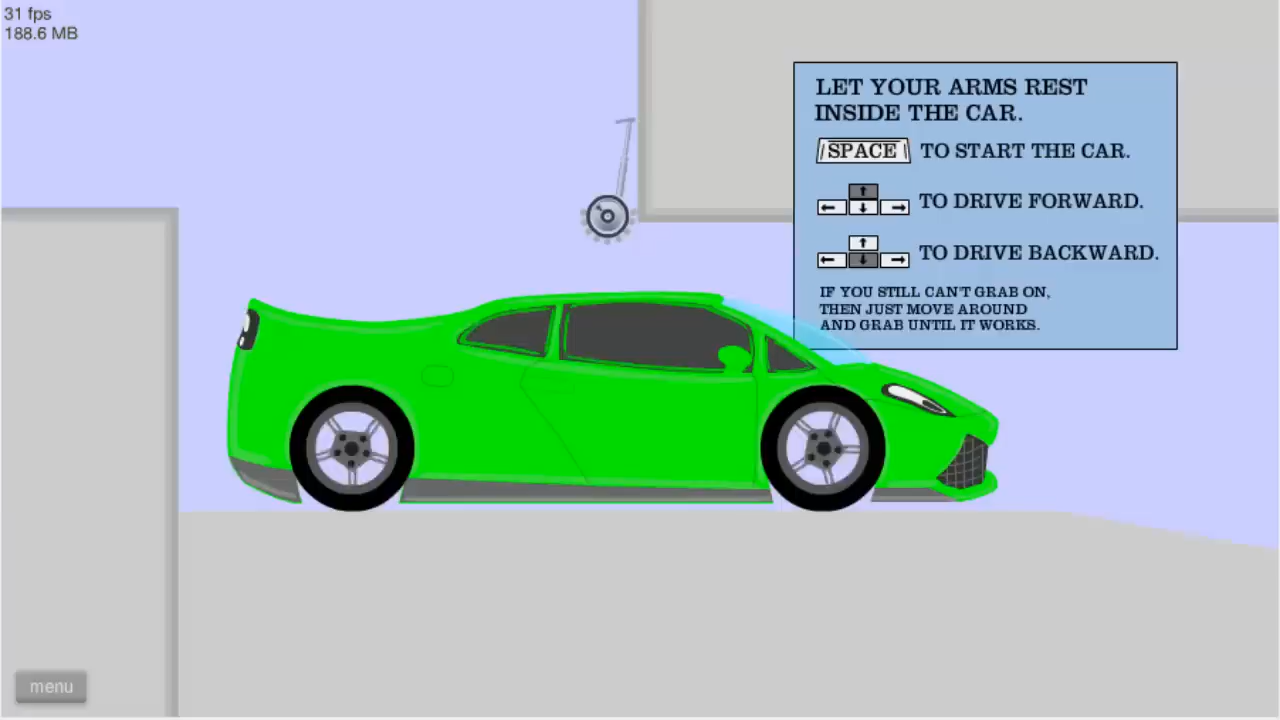 31 fps
188.6 MB
LET YOUR ARMS REST
INSIDE THE CAR.
SPACE TO START THE CAR.
TO DRIVE FORWARD.
TO DRIVE BACKWARD.
IF YOU STILL CAN'T GRAB ON,
THEN JUST MOVE AROUND
AND GRAB UNTIL IT WORKS.
menu